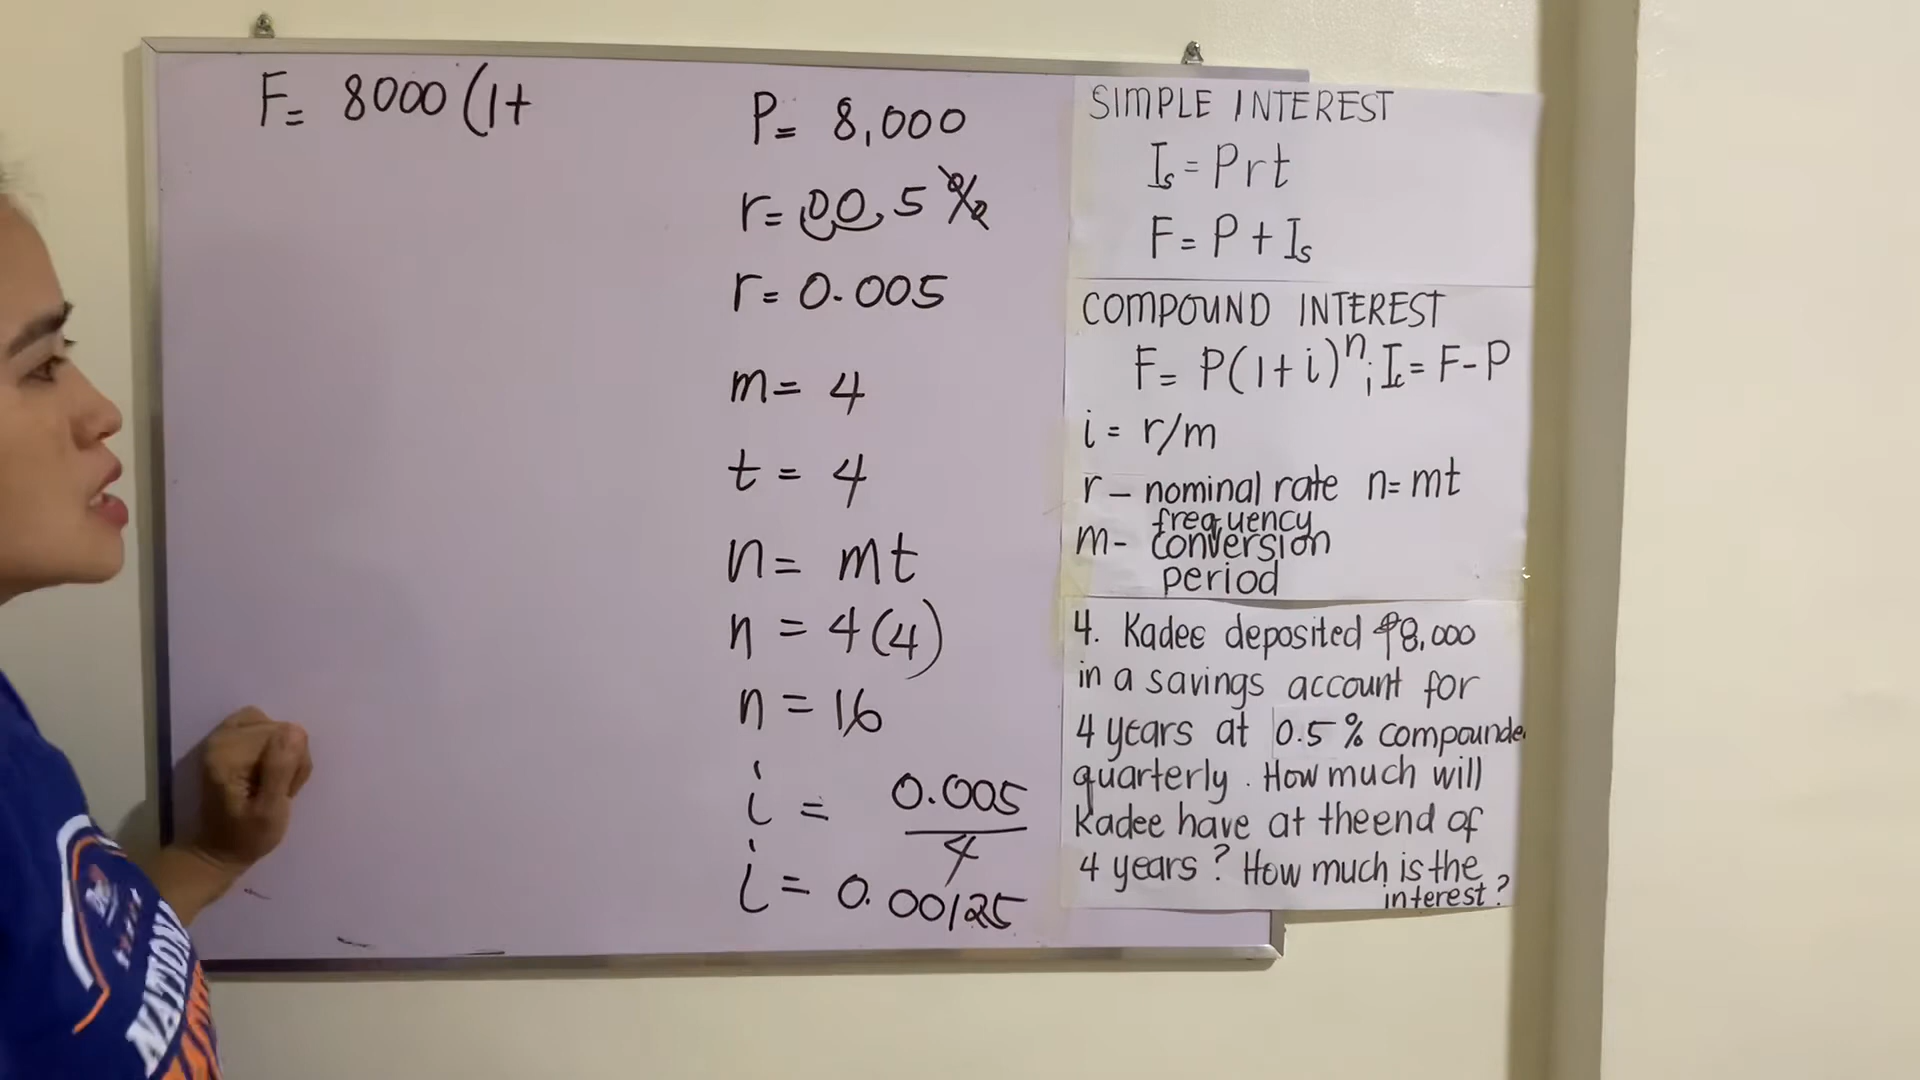 F= 8000 (1+
P= 8,000
r= 00.5%
r= 0.005
m= 4
t = 4
n= mt
n = 4(4)
n = 16
i = 0.005/4
i = 0.00125
SIMPLE INTEREST
Is = Prt
F= P + Is
COMPOUND INTEREST
F= P(1+i)^n; Ic = F-P
i = r/m
r - nominal rate n= mt
m- frequency conversion period
4. Kadee deposited ₱8,000
in a savings account for
4 years at 0.5% compounde
quarterly. How much will
Kadee have at the end of
4 years? How much is the
interest?
NATION